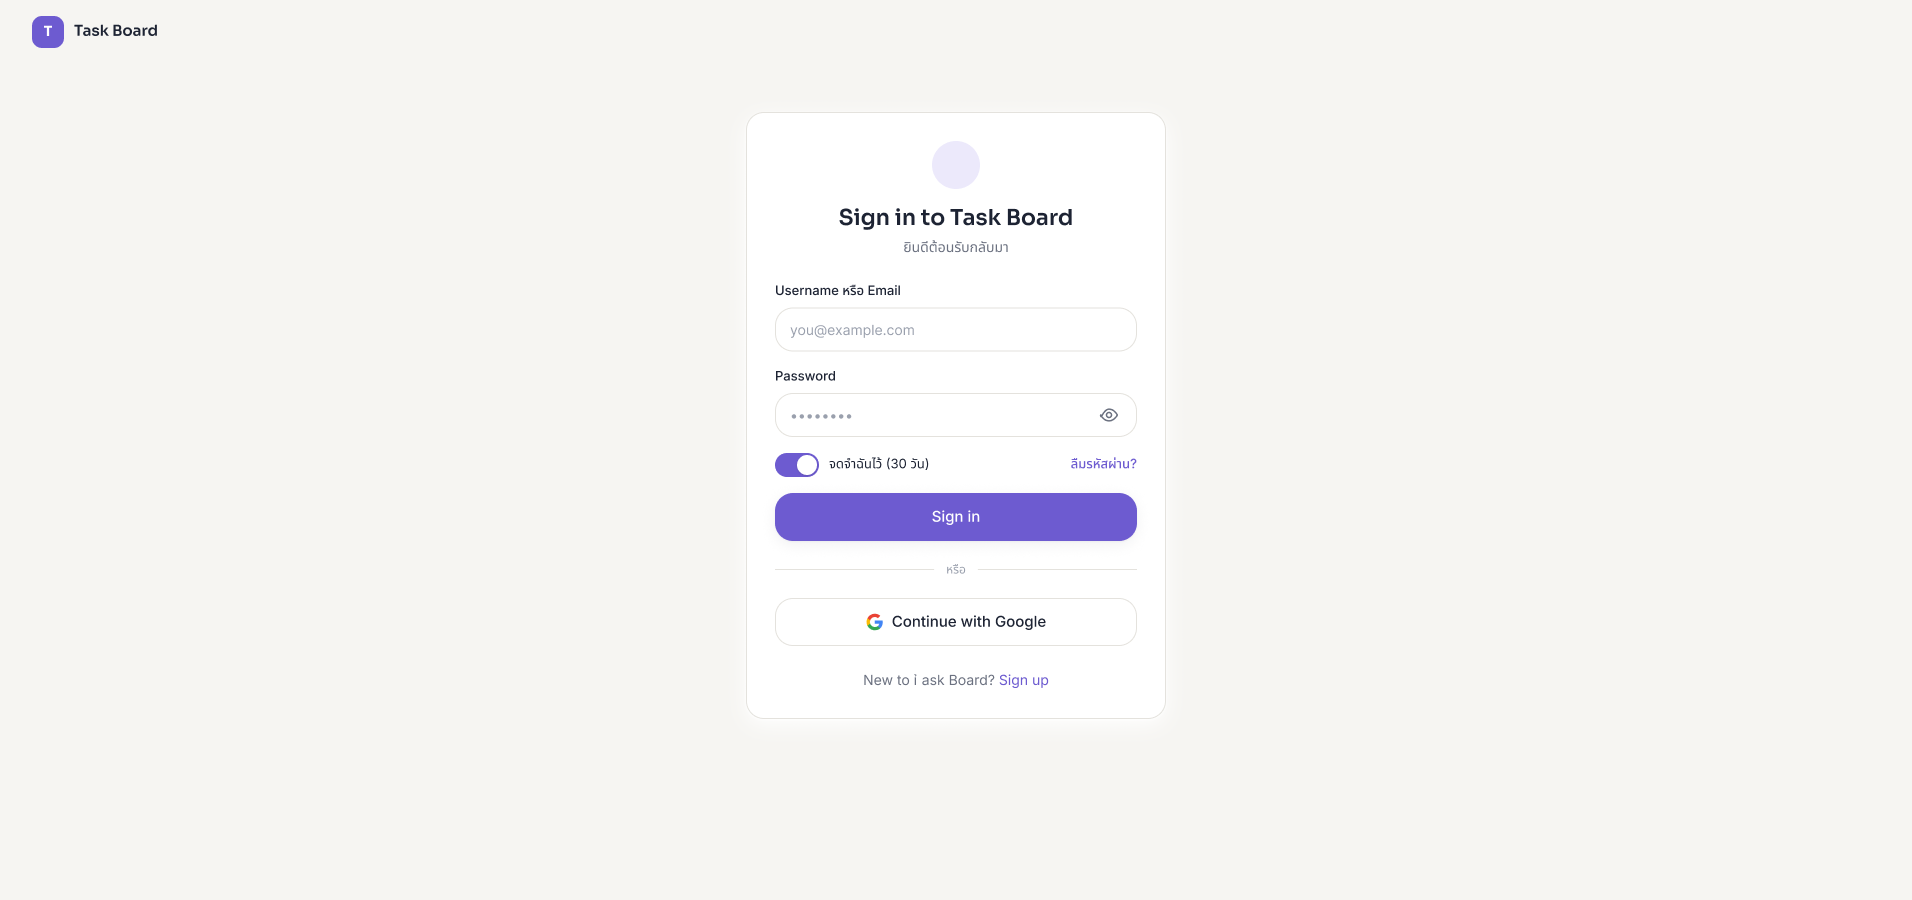 T Task Board
Sign in to Task Board
ยินดีต้อนรับกลับมา
Username หรือ Email
you@example.com
Password
••••••••
จดจำฉันไว้ (30 วัน)
ลืมรหัสผ่าน?
Sign in
หรือ
Continue with Google
New to i ask Board? Sign up